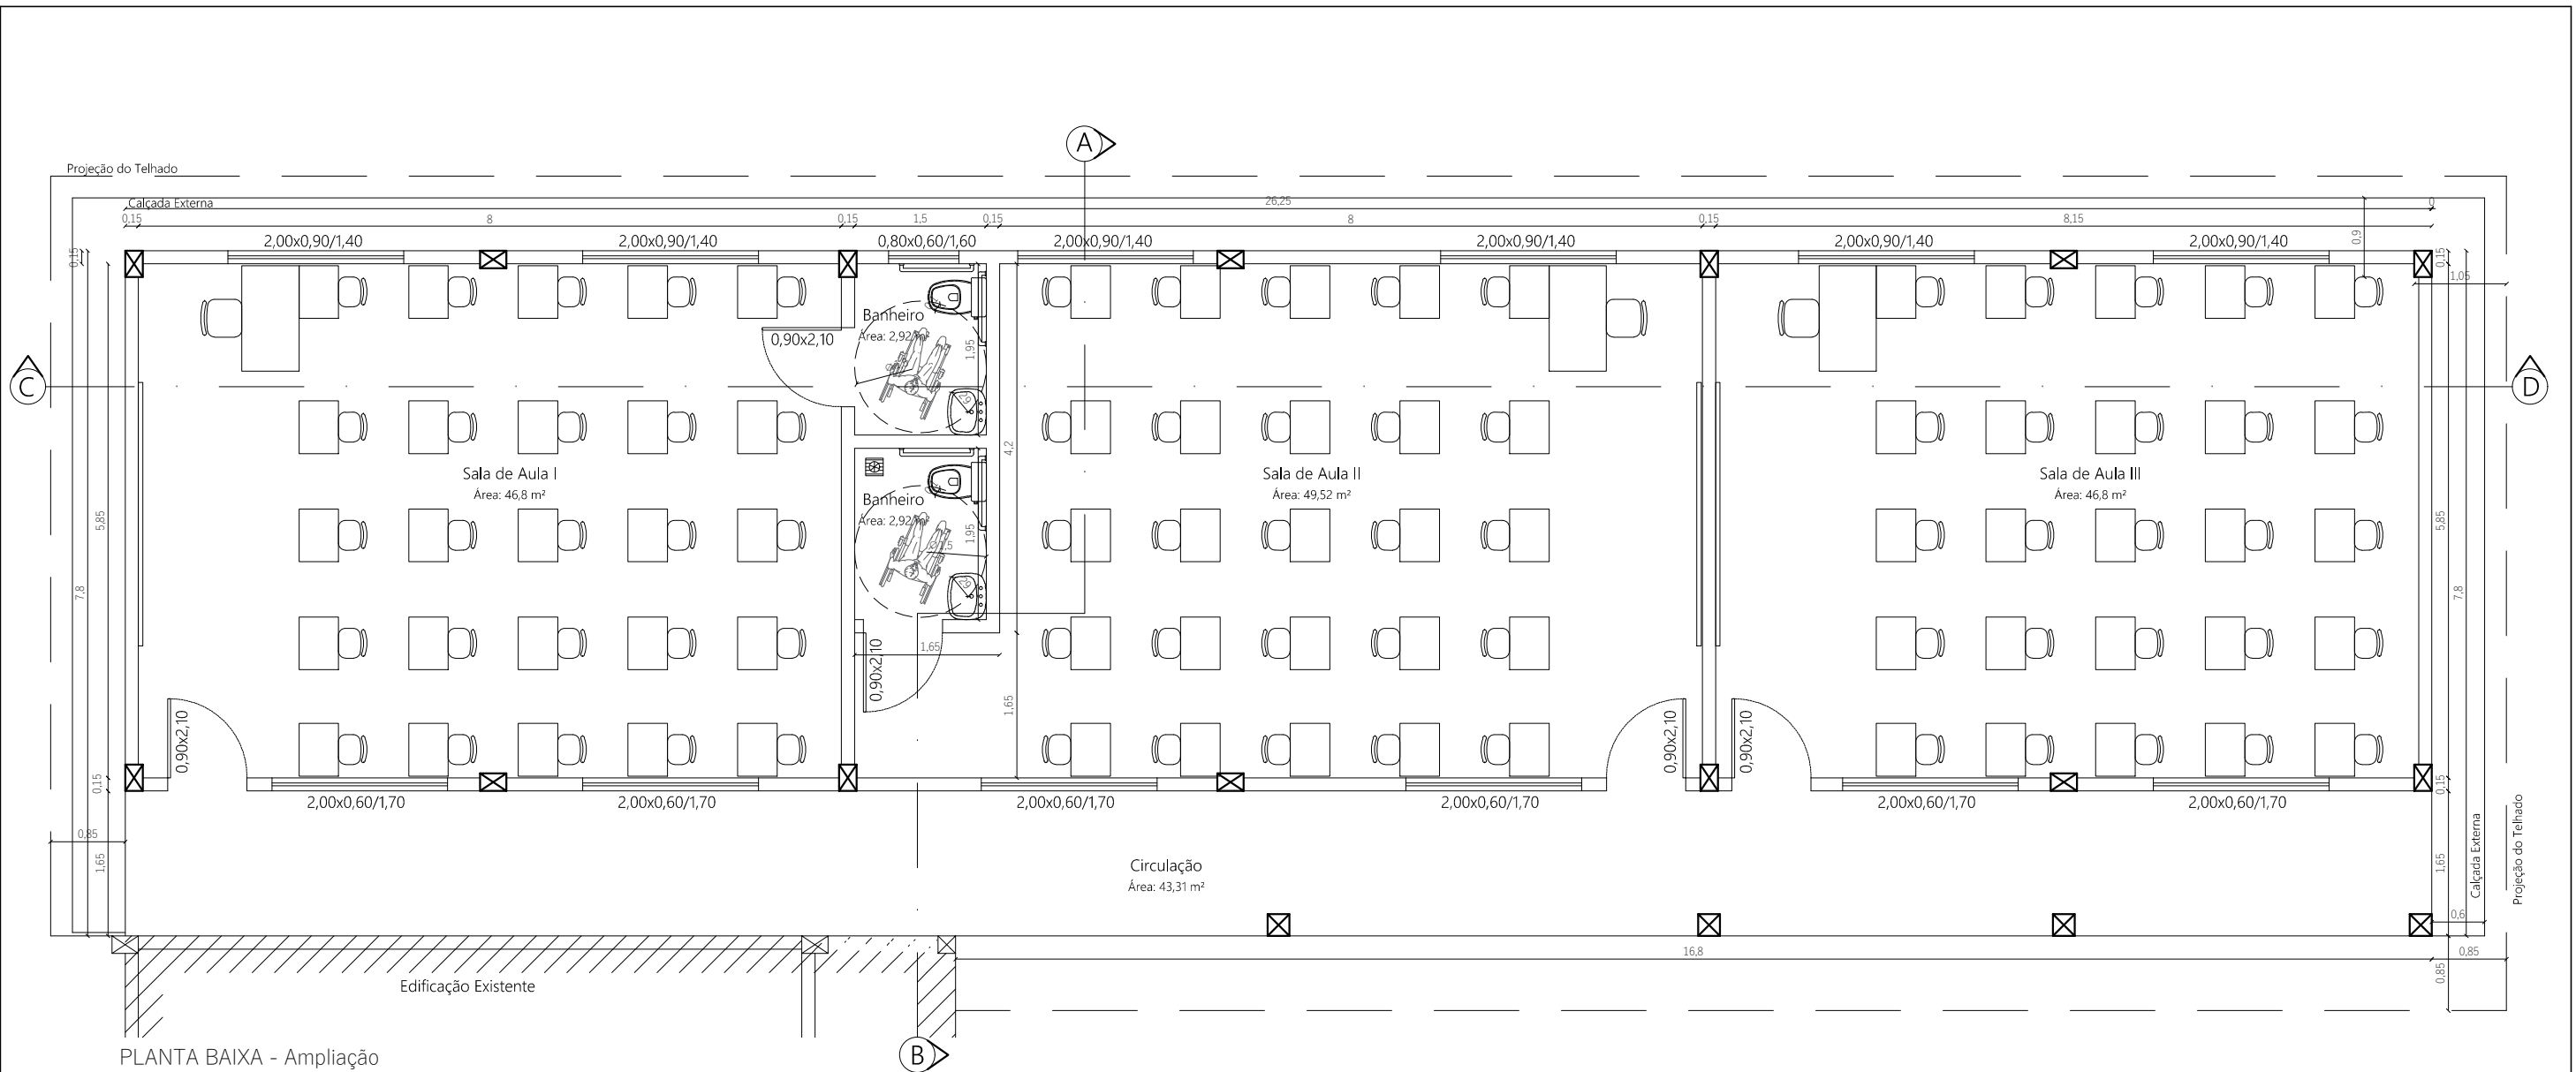 A
Projeção do Telhado
Calçada Externa
26,25
0
0,15
8
0,15
1,5
0,15
8
0,15
8,15
2,00x0,90/1,40
2,00x0,90/1,40
0,80x0,60/1,60
2,00x0,90/1,40
2,00x0,90/1,40
2,00x0,90/1,40
2,00x0,90/1,40
0,9
0,15
0,15
1,05
Banheiro
Área: 2,92 m²
0,90x2,10
1,95
C
D
4,2
Sala de Aula I
Área: 46,8 m²
Sala de Aula II
Área: 49,52 m²
Sala de Aula III
Área: 46,8 m²
Banheiro
Área: 2,92
1,95
5,85
7,8
5,85
7,8
1,65
0,90x2,10
1,65
0,90x2,10
0,90x2,10
0,90x2,10
0,15
0,15
2,00x0,60/1,70
2,00x0,60/1,70
2,00x0,60/1,70
2,00x0,60/1,70
2,00x0,60/1,70
2,00x0,60/1,70
0,85
1,65
Circulação
Área: 43,31 m²
1,65
Calçada Externa
Projeção do Telhado
0,6
16,8
0,85
0,85
Edificação Existente
B
PLANTA BAIXA - Ampliação